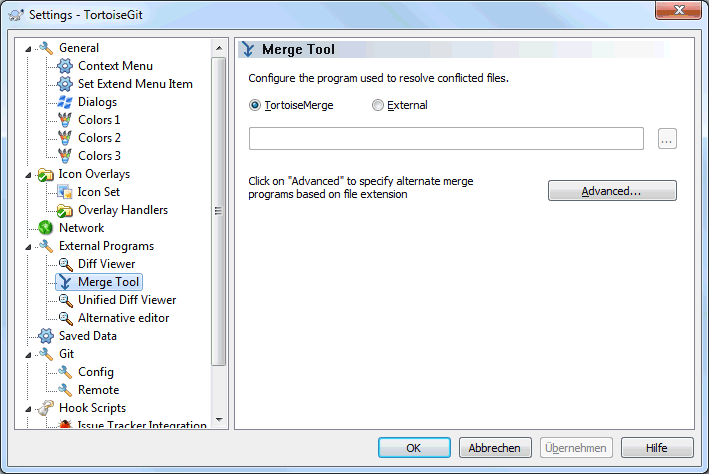 Settings - TortoiseGit
General
Context Menu
Set Extend Menu Item
Dialogs
Colors 1
Colors 2
Colors 3
Icon Overlays
Icon Set
Overlay Handlers
Network
External Programs
Diff Viewer
Merge Tool
Unified Diff Viewer
Alternative editor
Saved Data
Git
Config
Remote
Hook Scripts
Issue Tracker Integration
Merge Tool
Configure the program used to resolve conflicted files.
TortoiseMerge External
...
Click on "Advanced" to specify alternate merge
programs based on file extension
Advanced...
OK Abbrechen Übernehmen Hilfe